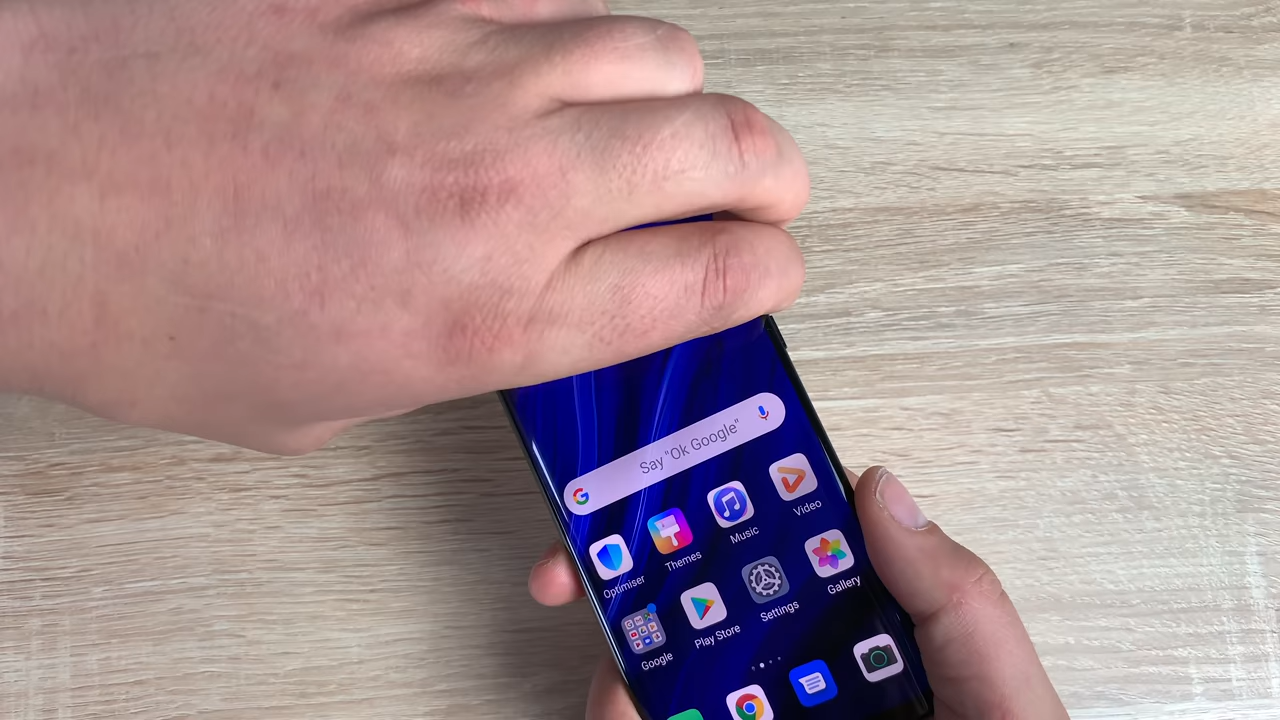 Say "Ok Google"
Optimiser
Themes
Music
Video
Google
Play Store
Settings
Gallery